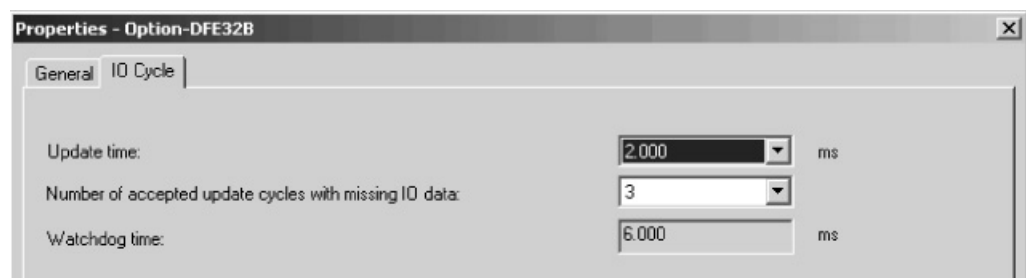 Properties - Option-DFE32B
General IO Cycle
Update time: 2.000 ms
Number of accepted update cycles with missing IO data: 3
Watchdog time: 6.000 ms